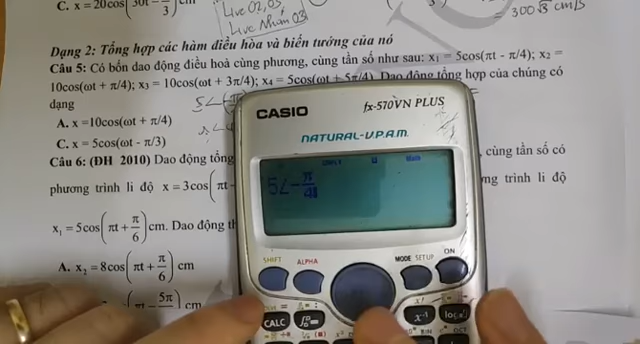 C. x = 20cos(30t - /3) cm
Live 02, 03
Live Nhân 03
= 300√3 cm/s
Dạng 2: Tổng hợp các hàm điều hòa và biến tướng của nó
Câu 5: Có bốn dao động điều hoà cùng phương, cùng tần số như sau: x₁ = 5cos(πt - π/4); x₂ =
10cos(ωt + π/4); x₃ = 10cos(ωt + 3π/4); x₄ = 5cos(ωt + 5π/4). Dao động tổng hợp của chúng có
dạng
5∠
A. x =10cos(ωt + π/4)
C. x = 5cos(ωt - π/3)
Câu 6: (ĐH 2010) Dao động tổng
cùng tần số có
phương trình li độ x = 3cos(πt -
trình li độ
x₁ = 5cos(πt + π/6) cm. Dao động
A. x₂ = 8cos(πt + π/6) cm
5π
cm
CASIO
fx-570VN PLUS
NATURAL-V.P.A.M.
Math
5∠-π/4
SHIFT
ALPHA
MODE SETUP
ON
CALC
x!
x⁻¹